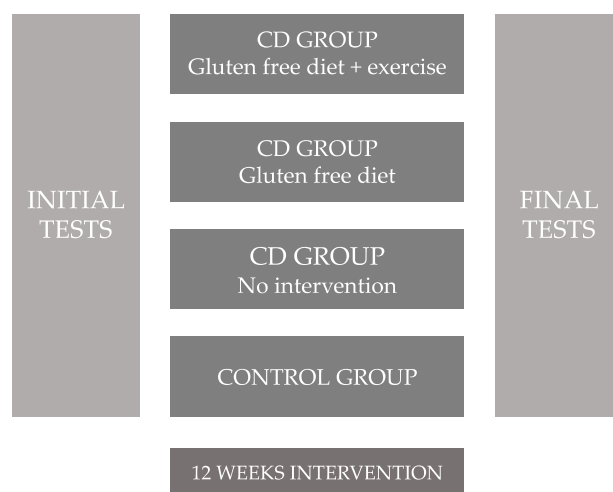 INITIAL
TESTS
CD GROUP
Gluten free diet + exercise
CD GROUP
Gluten free diet
CD GROUP
No intervention
CONTROL GROUP
12 WEEKS INTERVENTION
FINAL
TESTS